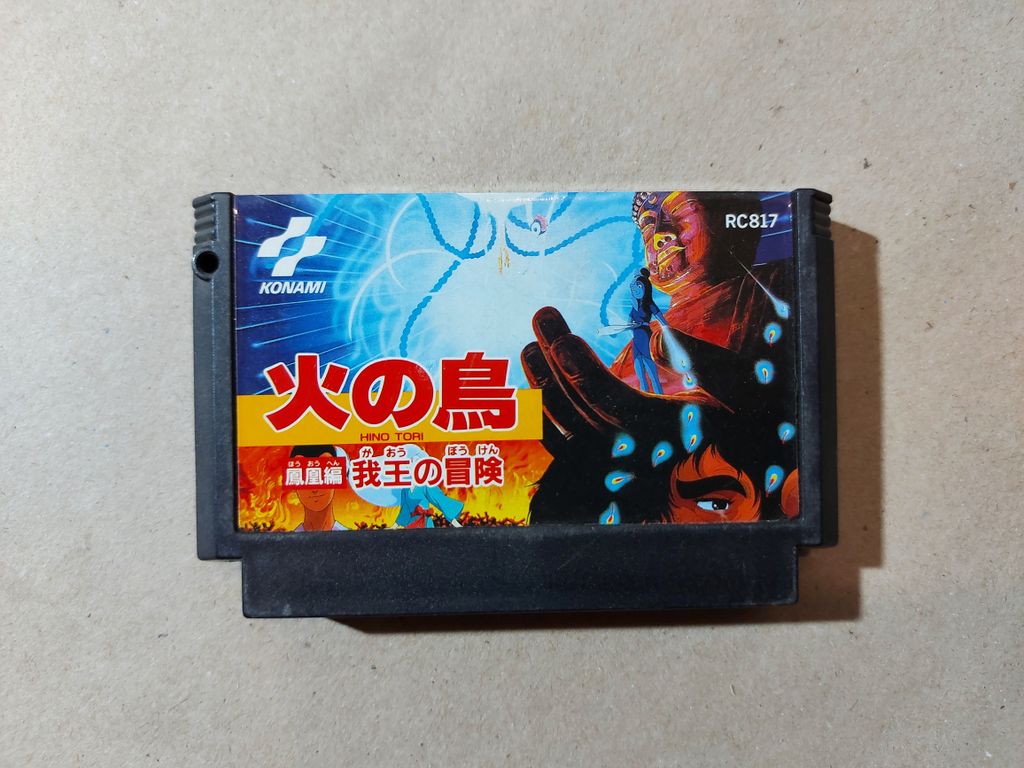 KONAMI
RC817
火の鳥
HINO TORI
ほうおうへん がおう ぼうけん
鳳凰編 我王の冒険